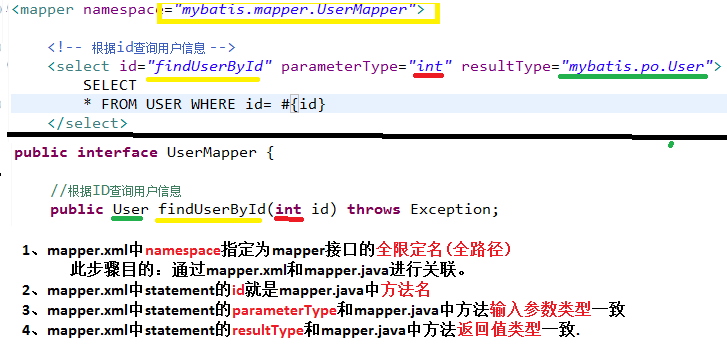 <mapper namespace="mybatis.mapper.UserMapper">
<!-- 根据id查询用户信息 -->
<select id="findUserById" parameterType="int" resultType="mybatis.po.User">
SELECT
* FROM USER WHERE id= #{id}
</select>
public interface UserMapper {
//根据ID查询用户信息
public User findUserById(int id) throws Exception;
1、mapper.xml中namespace指定为mapper接口的全限定名(全路径)
此步骤目的：通过mapper.xml和mapper.java进行关联。
2、mapper.xml中statement的id就是mapper.java中方法名
3、mapper.xml中statement的parameterType和mapper.java中方法输入参数类型一致
4、mapper.xml中statement的resultType和mapper.java中方法返回值类型一致.